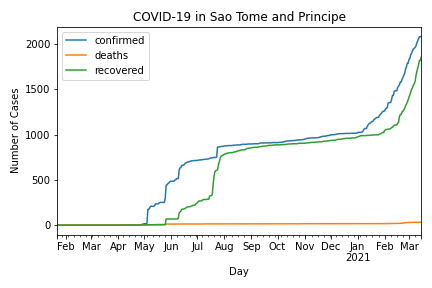 COVID-19 in Sao Tome and Principe
confirmed
deaths
recovered
Number of Cases
2000
1500
1000
500
0
Feb Mar Apr May Jun Jul Aug Sep Oct Nov Dec Jan Feb Mar
2021
Day